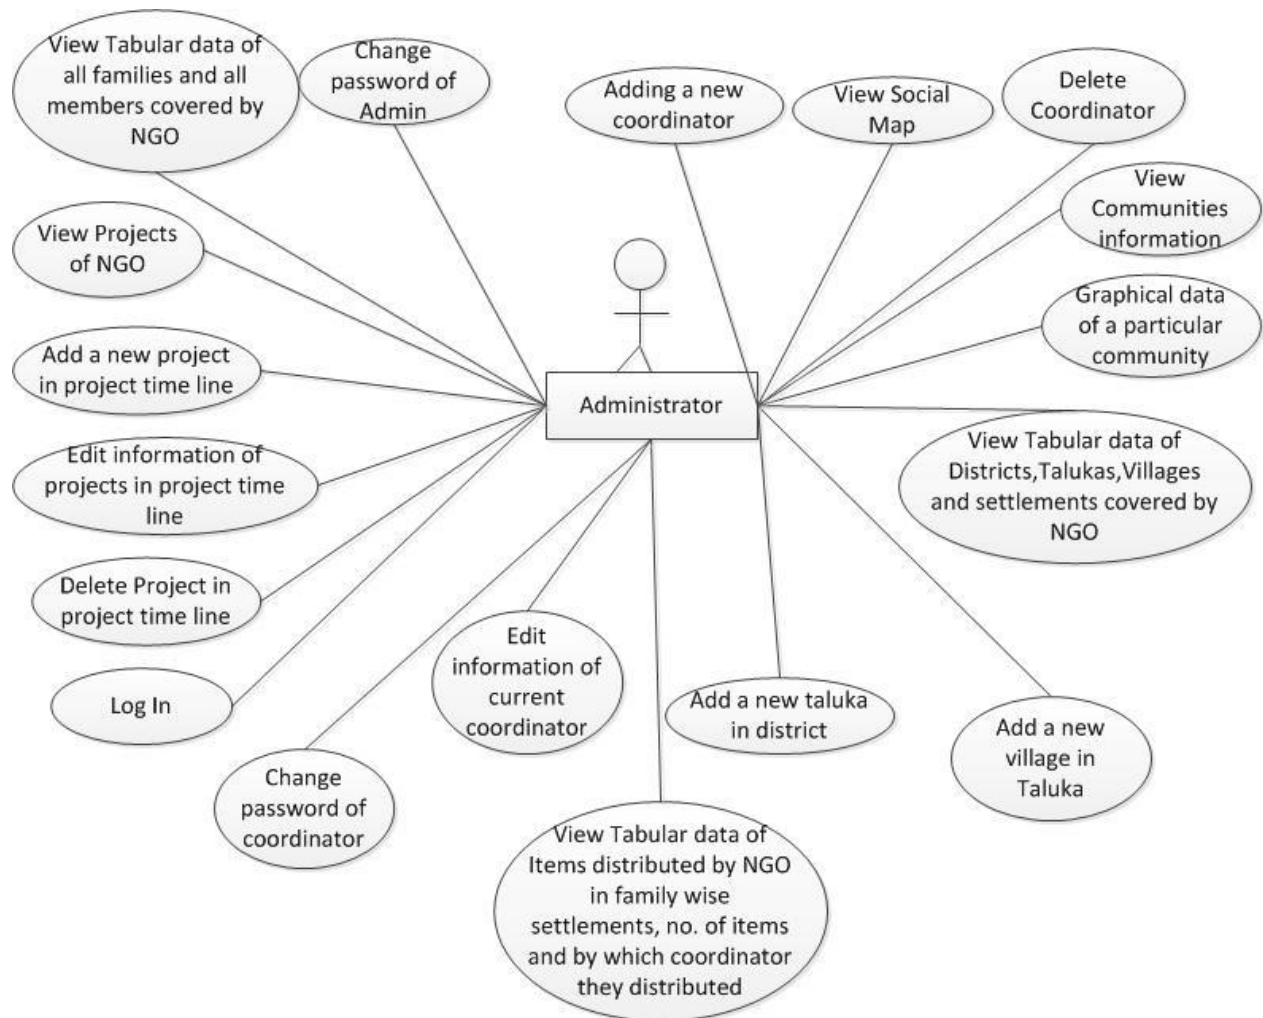 View Tabular data of
all families and all
members covered by
NGO
Change
password of
Admin
Adding a new
coordinator
View Social
Map
Delete
Coordinator
View
Communities
information
View Projects
of NGO
Graphical data
of a particular
community
Add a new project
in project time line
Administrator
Edit information of
projects in project time
line
View Tabular data of
Districts,Talukas,Villages
and settlements covered by
NGO
Delete Project in
project time line
Edit
information of
current
coordinator
Log In
Add a new taluka
in district
Add a new
village in
Taluka
Change
password of
coordinator
View Tabular data of
Items distributed by NGO
in family wise
settlements, no. of items
and by which coordinator
they distributed